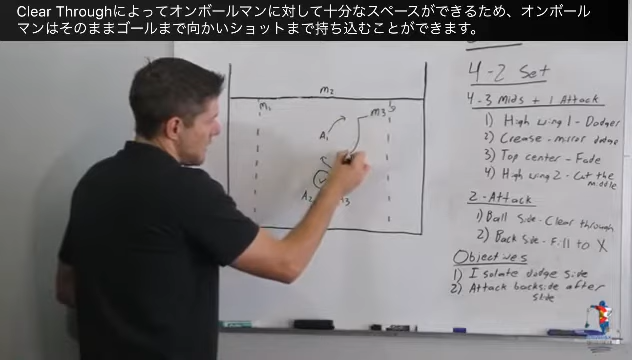 Clear Throughによってオンボールマンに対して十分なスペースができるため、オンボール
マンはそのままゴールまで向かいショットまで持ち込むことができます。
4-2 Set
4-3 Mids + 1 Attack
1) High wing 1 - Dodger
2) Crease - mirror dodge
3) Top center - Fade
4) High wing 2 - Cut the
middle
2-Attack
1) Ball Side - Clear through
2) Back Side - Fill to X
Objectives
1) Isolate dodge side
2) Attack backside after
slide
m2
m1
m3
A1
A2